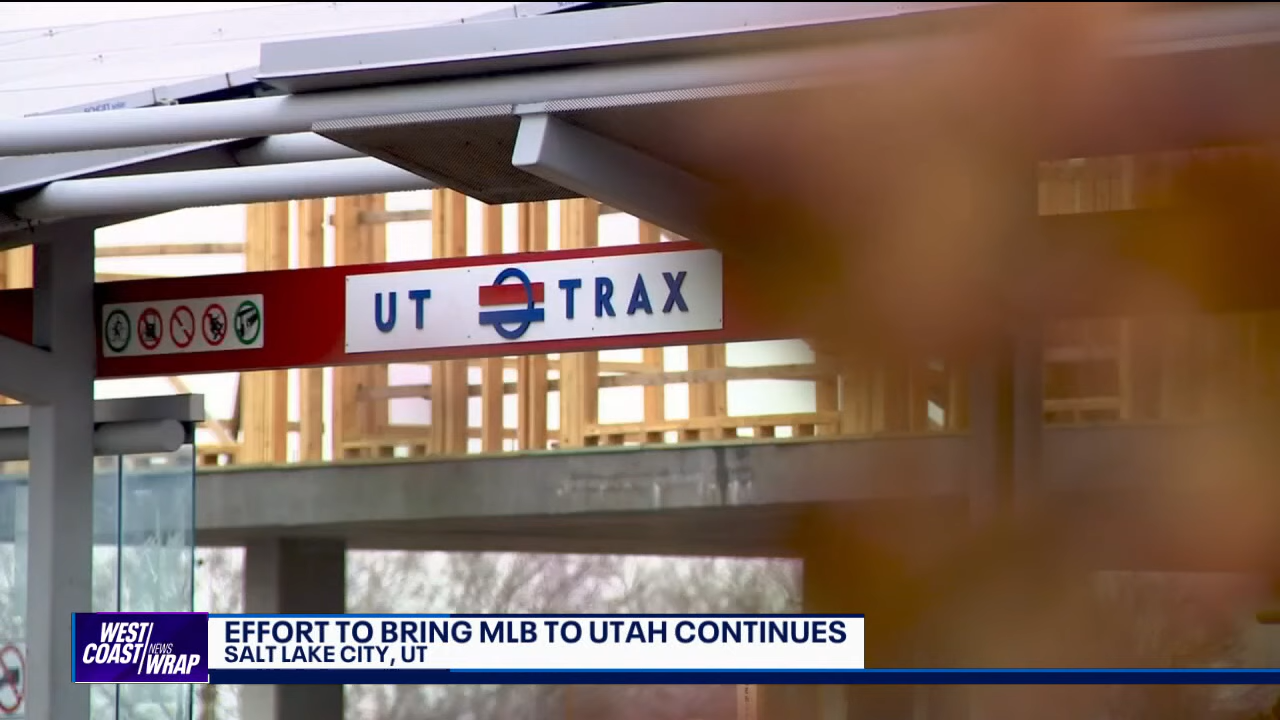 UT TRAX
WEST
COAST NEWS
WRAP
EFFORT TO BRING MLB TO UTAH CONTINUES
SALT LAKE CITY, UT